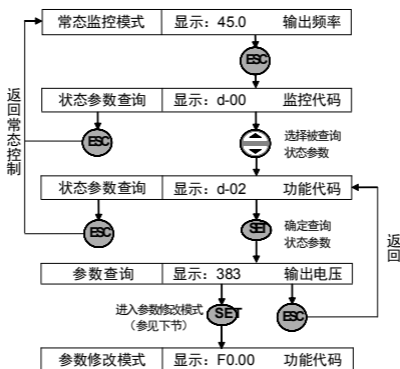 常态监控模式 显示：45.0 输出频率
ESC
状态参数查询 显示：d-00 监控代码
ESC
选择被查询
状态参数
返回常态控制
状态参数查询 显示：d-02 功能代码
ESC
SET
确定查询
状态参数
返回
参数查询 显示：383 输出电压
进入参数修改模式
（参见下节）
SET
ESC
参数修改模式 显示：F0.00 功能代码